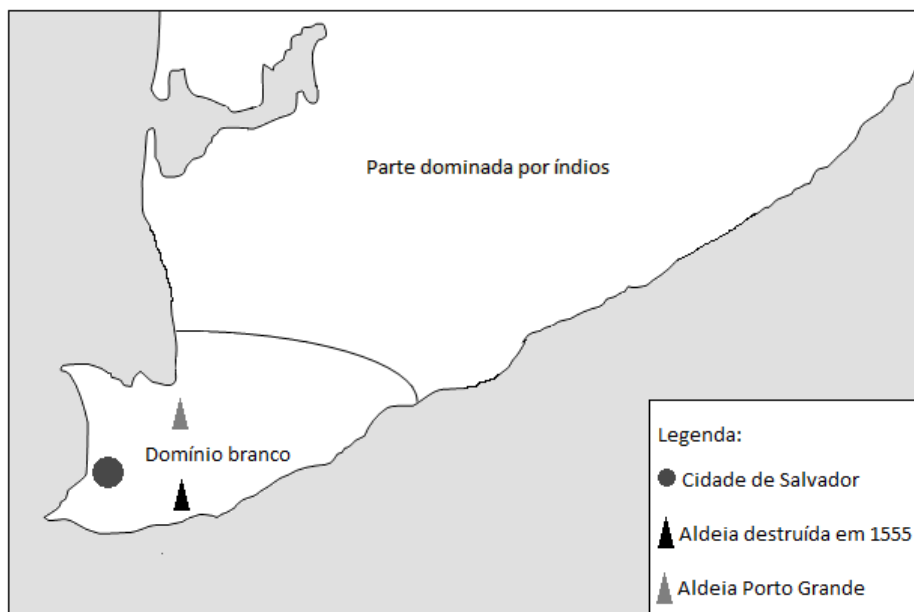 Parte dominada por índios
Domínio branco
Legenda:
Cidade de Salvador
Aldeia destruída em 1555
Aldeia Porto Grande